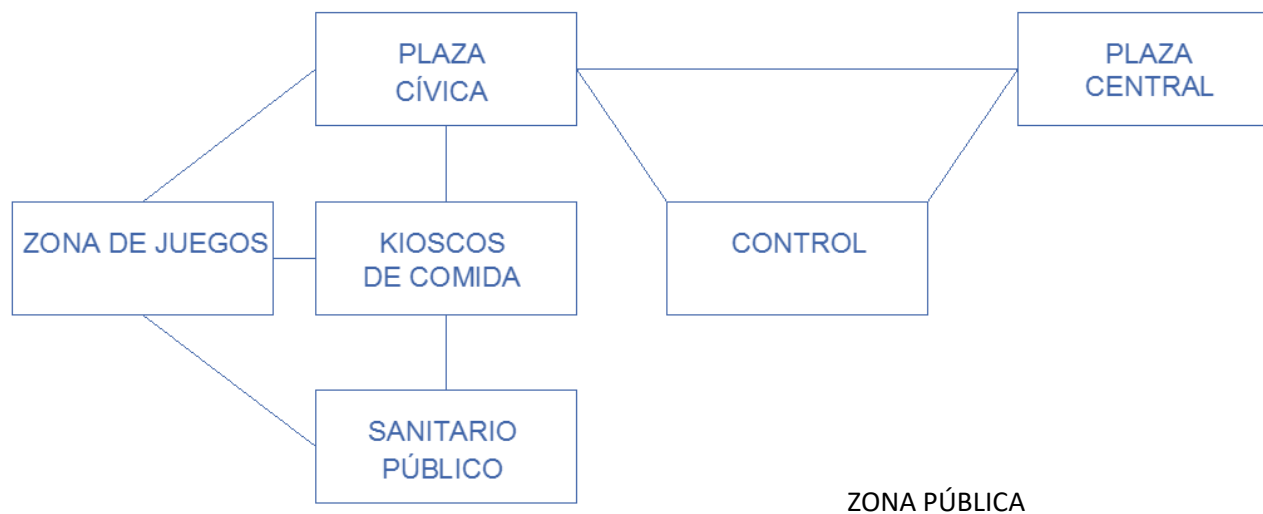 PLAZA
CÍVICA
PLAZA
CENTRAL
ZONA DE JUEGOS
KIOSCOS
DE COMIDA
CONTROL
SANITARIO
PÚBLICO
ZONA PÚBLICA